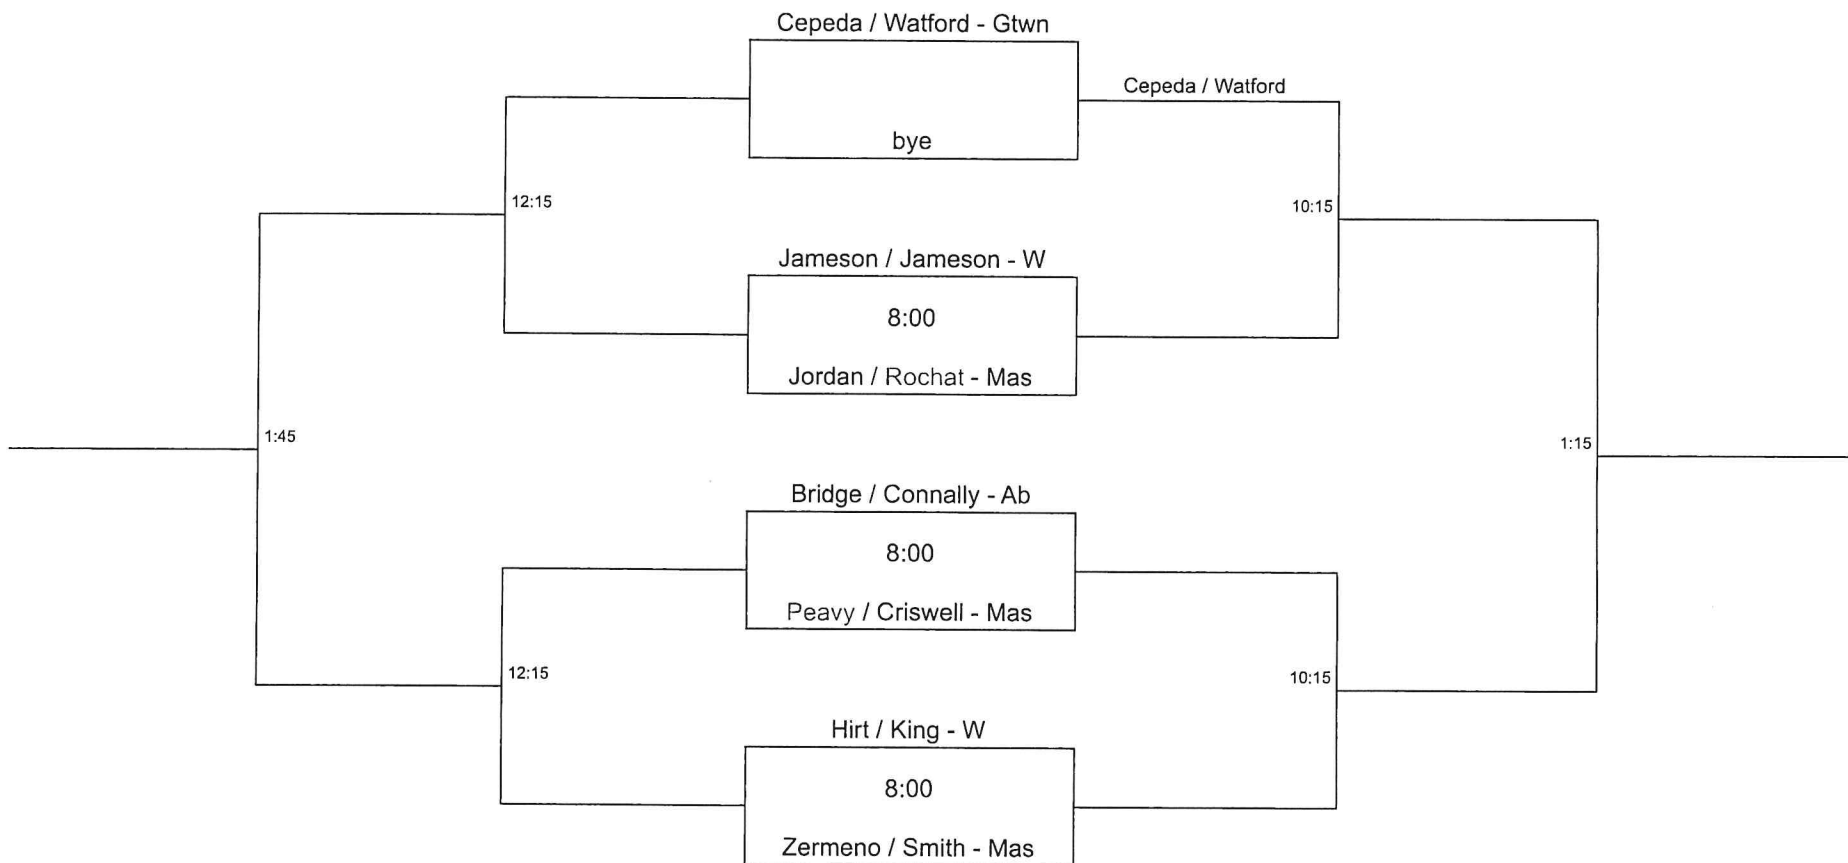 Cepeda / Watford - Gtwn
Cepeda / Watford
bye
12:15
10:15
Jameson / Jameson - W
8:00
Jordan / Rochat - Mas
1:45
1:15
Bridge / Connally - Ab
8:00
Peavy / Criswell - Mas
12:15
10:15
Hirt / King - W
8:00
Zermeno / Smith - Mas